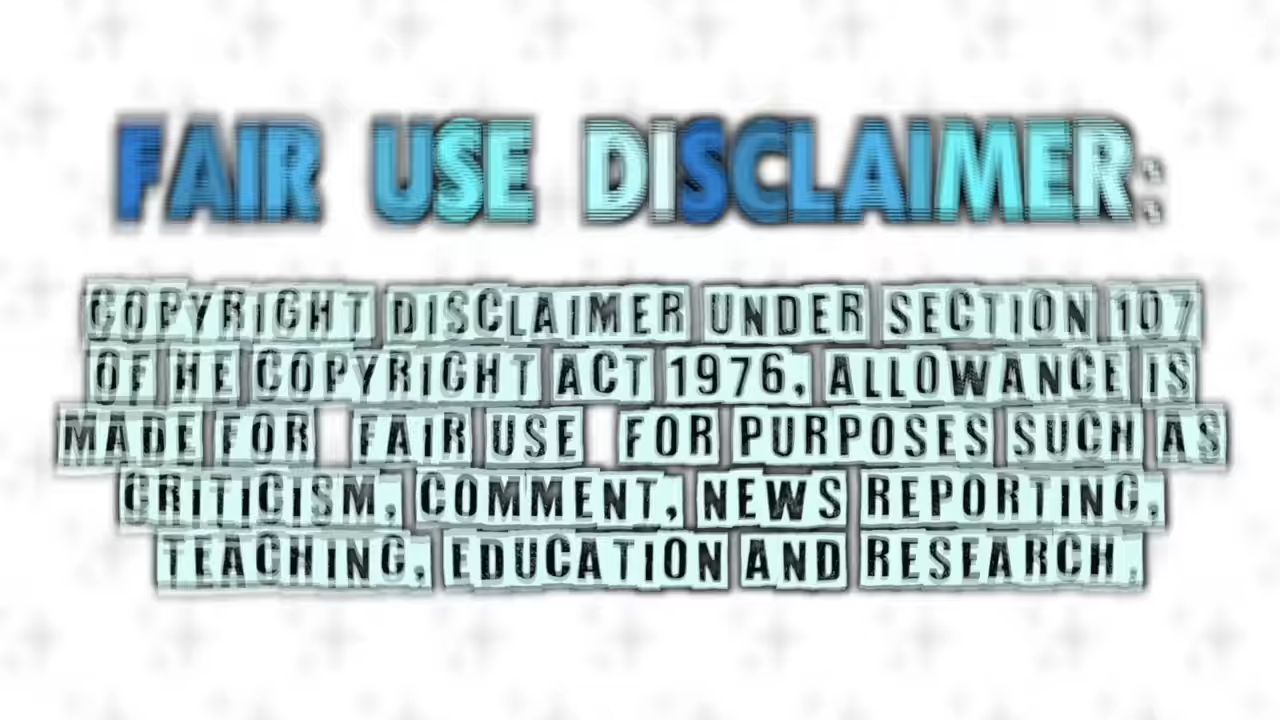 FAIR USE DISCLAIMER:
COPYRIGHT DISCLAIMER UNDER SECTION 107
OF HE COPYRIGHT ACT 1976, ALLOWANCE IS
MADE FOR FAIR USE FOR PURPOSES SUCH AS
CRITICISM, COMMENT, NEWS REPORTING,
TEACHING, EDUCATION AND RESEARCH.